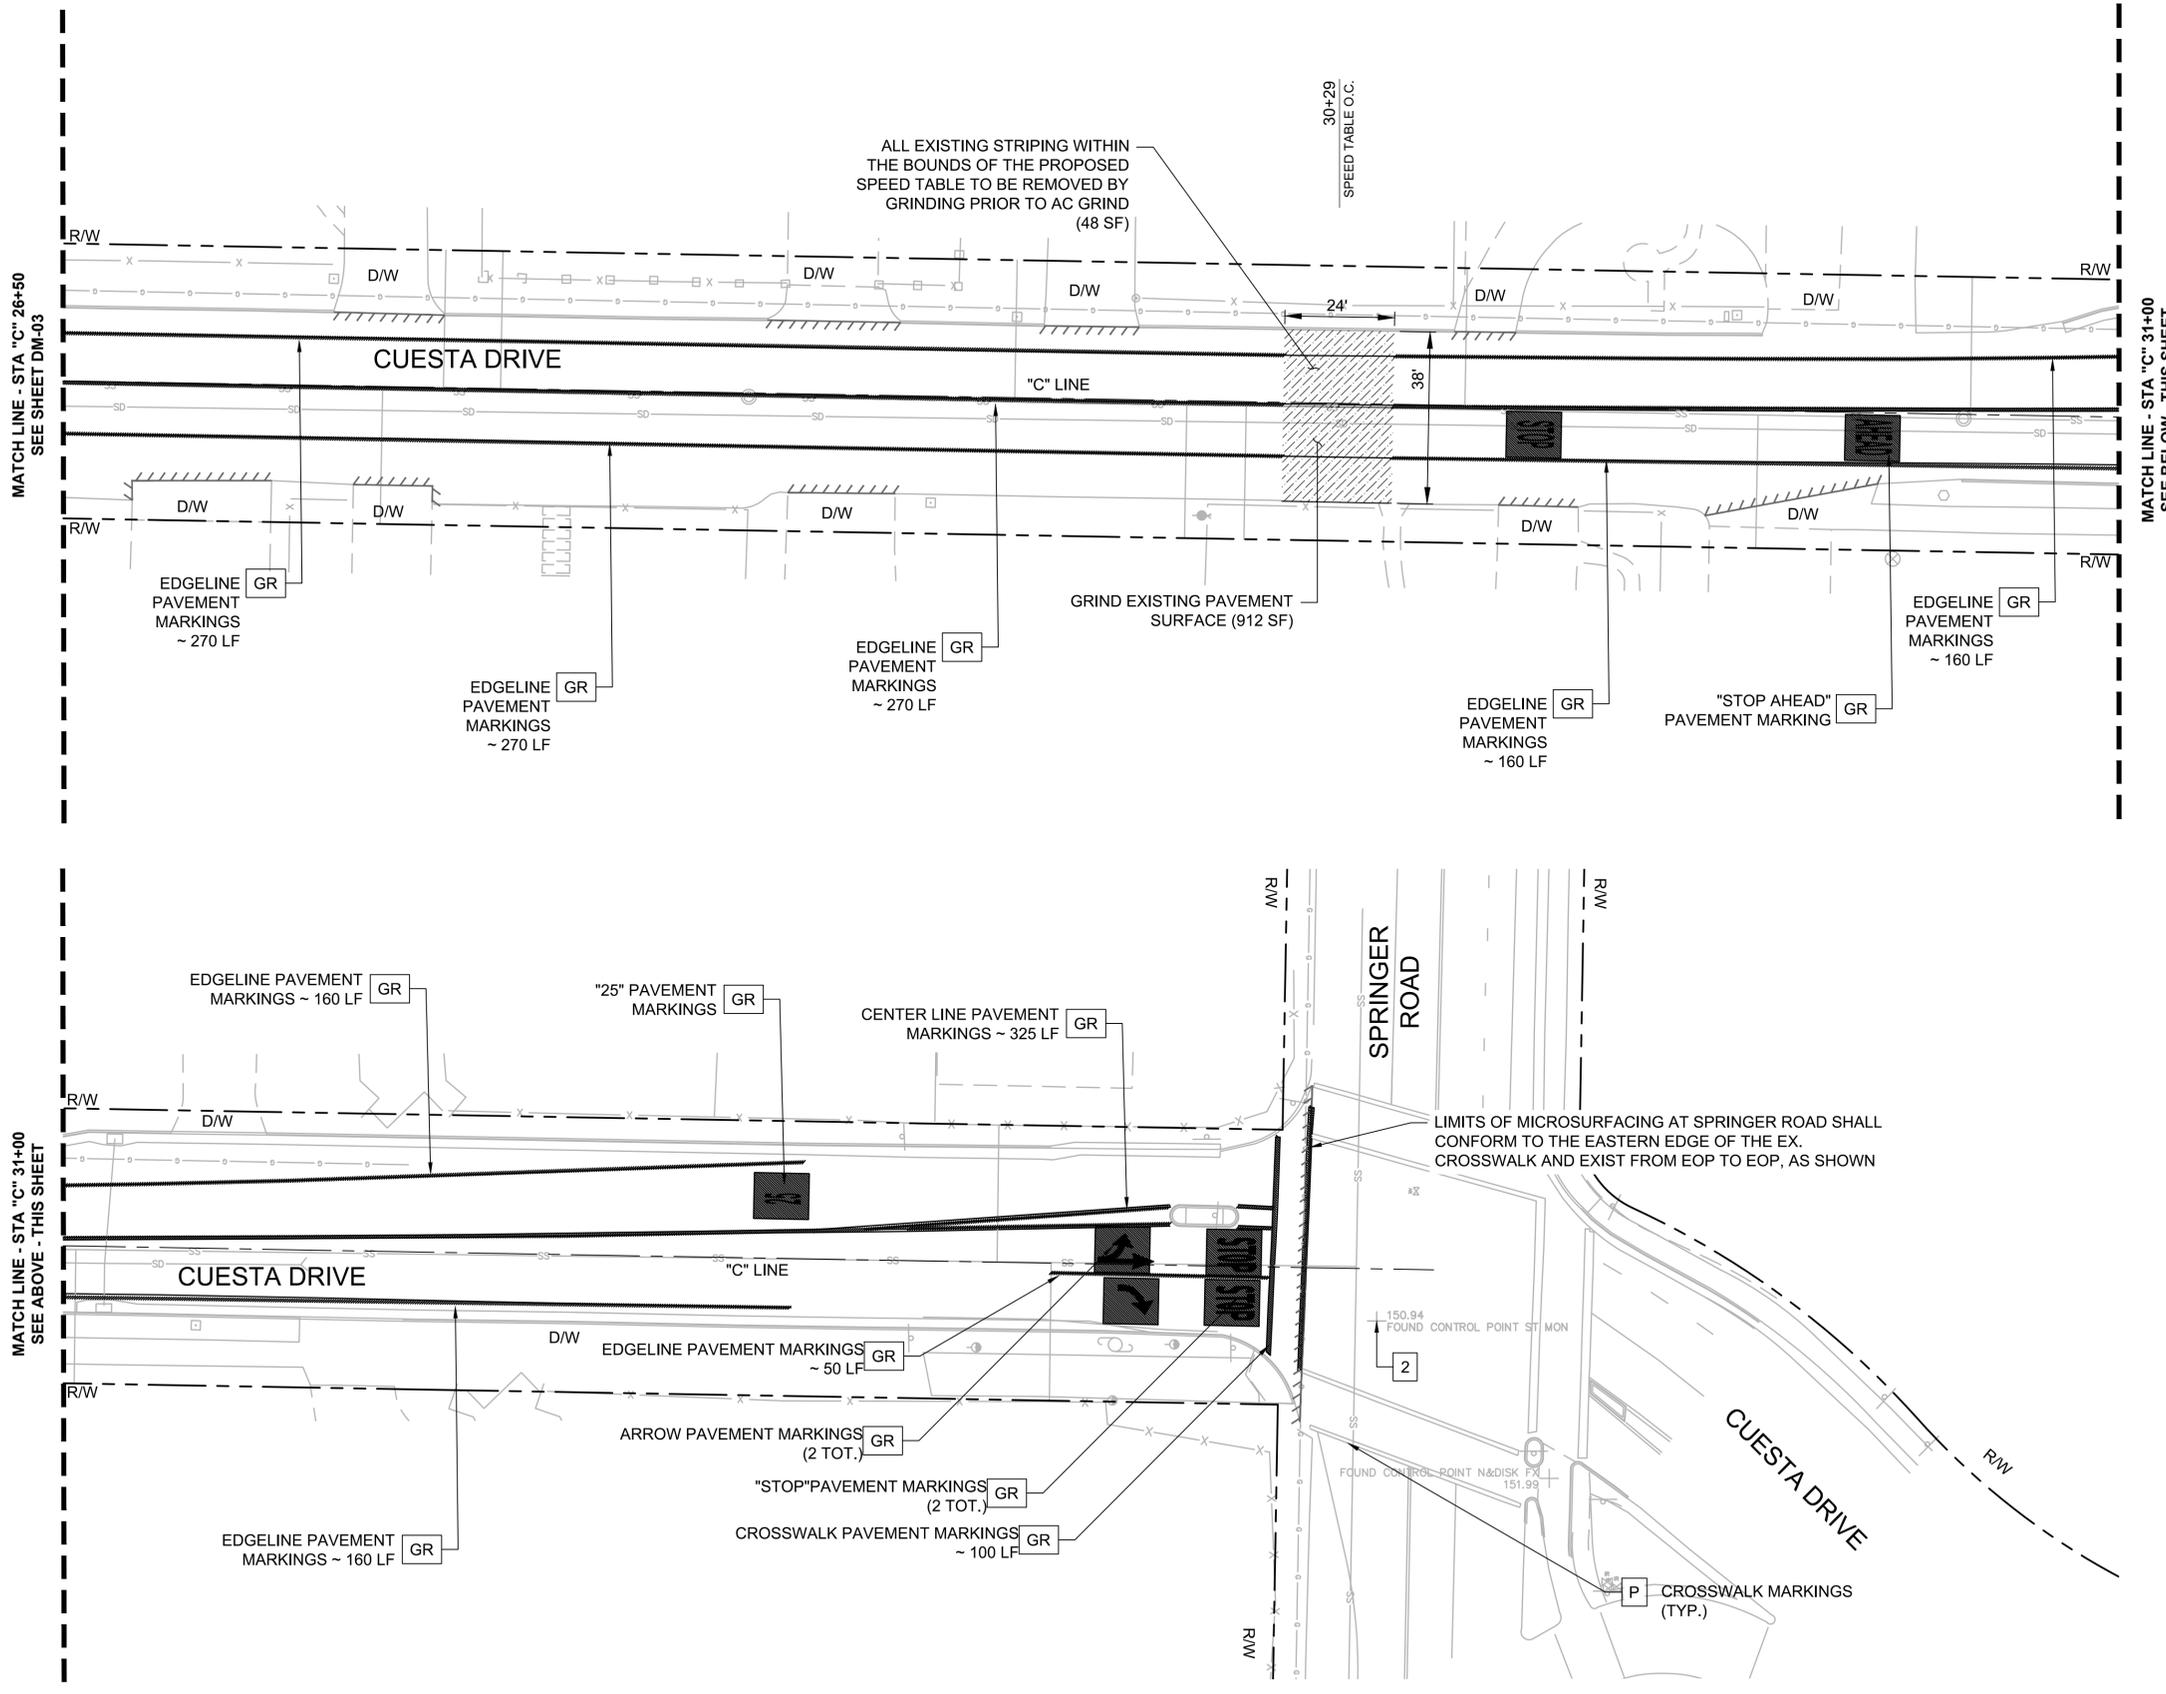 30+29
SPEED TABLE O.C.
ALL EXISTING STRIPING WITHIN
THE BOUNDS OF THE PROPOSED
SPEED TABLE TO BE REMOVED BY
GRINDING PRIOR TO AC GRIND
(48 SF)
MATCH LINE - STA "C" 26+50
SEE SHEET DM-03
R/W
D/W
D/W
D/W
D/W
D/W
R/W
24'
38'
CUESTA DRIVE
"C" LINE
STOP
AHEAD
MATCH LINE - STA "C" 31+00
SEE BELOW - THIS SHEET
D/W
D/W
D/W
D/W
D/W
R/W
R/W
EDGELINE
PAVEMENT
MARKINGS
~ 270 LF
GR
EDGELINE
PAVEMENT
MARKINGS
~ 270 LF
GR
EDGELINE
PAVEMENT
MARKINGS
~ 270 LF
GR
GRIND EXISTING PAVEMENT
SURFACE (912 SF)
EDGELINE
PAVEMENT
MARKINGS
~ 160 LF
GR
"STOP AHEAD"
PAVEMENT MARKING
GR
EDGELINE
PAVEMENT
MARKINGS
~ 160 LF
GR
MATCH LINE - STA "C" 31+00
SEE ABOVE - THIS SHEET
EDGELINE PAVEMENT
MARKINGS ~ 160 LF
GR
"25" PAVEMENT
MARKINGS
GR
CENTER LINE PAVEMENT
MARKINGS ~ 325 LF
GR
R/W
SPRINGER
ROAD
R/W
R/W
D/W
25
LIMITS OF MICROSURFACING AT SPRINGER ROAD SHALL
CONFORM TO THE EASTERN EDGE OF THE EX.
CROSSWALK AND EXIST FROM EOP TO EOP, AS SHOWN
CUESTA DRIVE
"C" LINE
STOP
STOP
150.94
FOUND CONTROL POINT ST MON
2
D/W
R/W
EDGELINE PAVEMENT MARKINGS
~ 50 LF
GR
ARROW PAVEMENT MARKINGS
(2 TOT.)
GR
"STOP"PAVEMENT MARKINGS
(2 TOT.)
GR
CROSSWALK PAVEMENT MARKINGS
~ 100 LF
GR
EDGELINE PAVEMENT
MARKINGS ~ 160 LF
GR
FOUND CONTROL POINT N&DISK FX
151.99
CUESTA DRIVE
R/W
P
CROSSWALK MARKINGS
(TYP.)
R/W